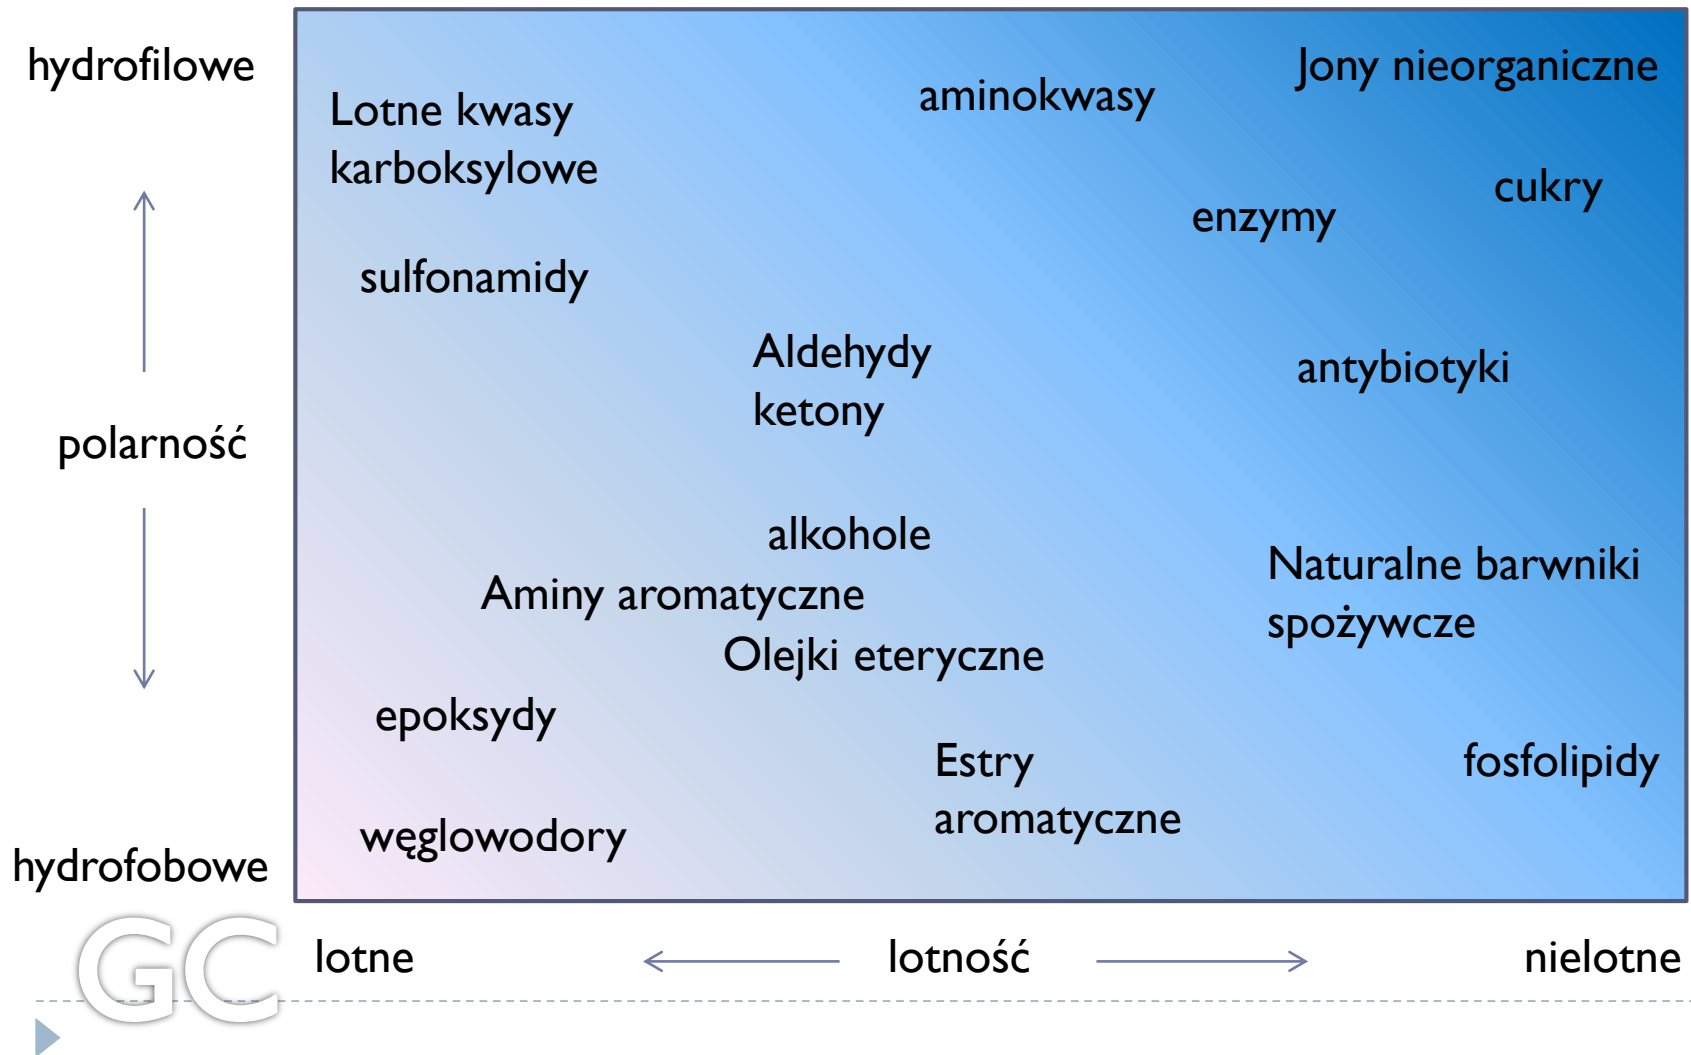 hydrofilowe
Jony nieorganiczne
aminokwasy
Lotne kwasy
karboksylowe
cukry
enzymy
sulfonamidy
Aldehydy
ketony
antybiotyki
polarność
alkohole
Naturalne barwniki
spożywcze
Aminy aromatyczne
Olejki eteryczne
epoksydy
Estry
aromatyczne
fosfolipidy
węglowodory
hydrofobowe
GC
lotne
lotność
nielotne